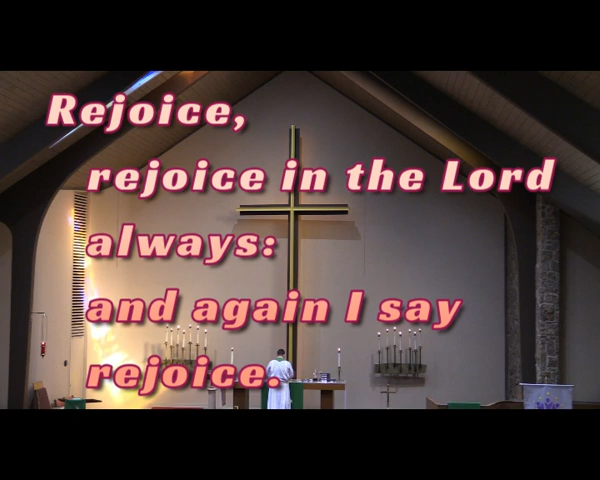 Rejoice,
rejoice in the Lord
always:
and again I say
rejoice.